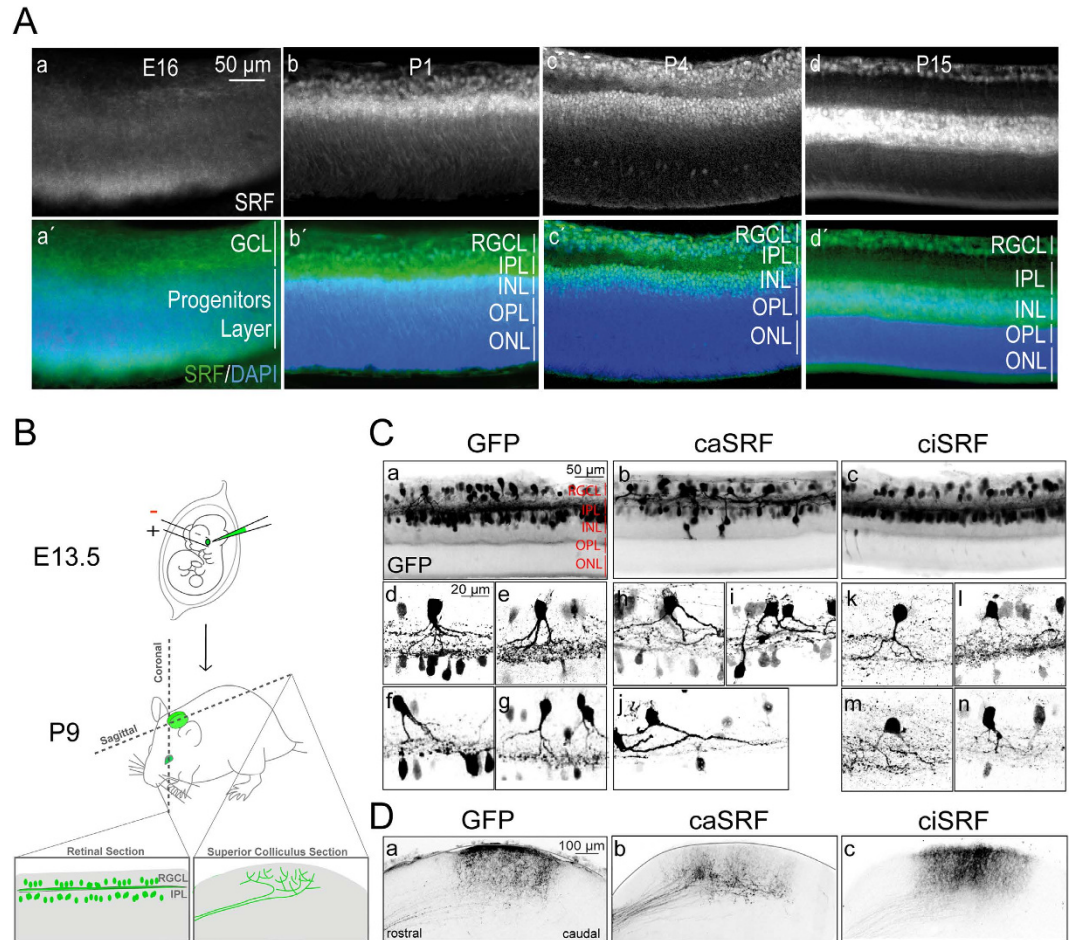 A
a
E16
50 µm
SRF
b
P1
c
P4
d
P15
a´
GCL
Progenitors
Layer
SRF/DAPI
b´
RGCL
IPL
INL
OPL
ONL
c´
RGCL
IPL
INL
OPL
ONL
d´
RGCL
IPL
INL
OPL
ONL
B
-
+
E13.5
P9
Coronal
Sagittal
Retinal Section
RGCL
IPL
Superior Colliculus Section
C
GFP
caSRF
ciSRF
a
50 µm
RGCL
IPL
INL
OPL
ONL
GFP
b
c
d
20 µm
e
h
i
k
l
f
g
j
m
n
D
GFP
caSRF
ciSRF
a
100 µm
rostral
caudal
b
c